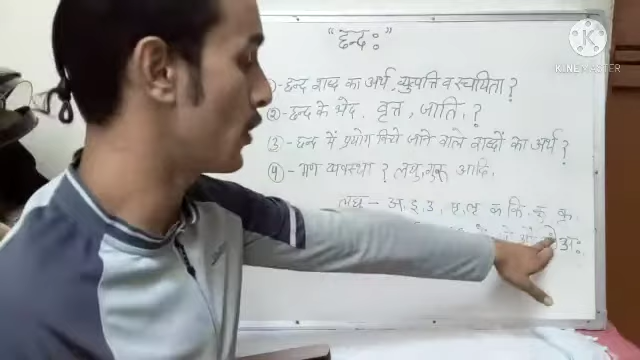 "छन्दः"
KINEMASTER
①- छन्द शब्द का अर्थ, व्युत्पत्ति व रचयिता ?
②- छन्द के भेद, वृत्त, जाति, ?
③- छन्द में प्रयोग किये जाने वाले शब्दों का अर्थ ?
④- गण व्यवस्था ? लघु, गुरू आदि.
लघु - अ, इ, उ, ऋ, लृ क कि, कु कृ
अः